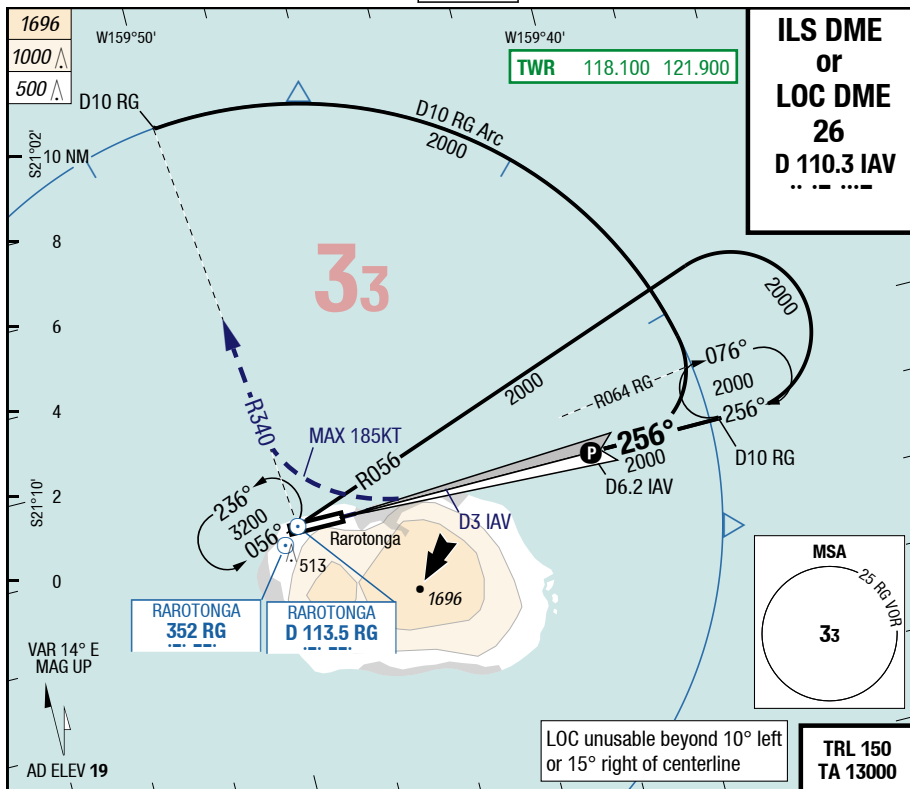 1696
1000
500
W159°50'
W159°40'
TWR 118.100 121.900
ILS DME
or
LOC DME
26
D 110.3 IAV
D10 RG
D10 RG Arc
2000
S21°02'
10 NM
8
33
6
2000
076°
R064 RG
2000
2000
256°
4
R340
MAX 185KT
R056
P
256°
2000
D10 RG
D6.2 IAV
S21°10'
2
236°
3200
056°
D3 IAV
Rarotonga
513
0
1696
RAROTONGA
352 RG
RAROTONGA
D 113.5 RG
MSA
25 RG VOR
33
VAR 14° E
MAG UP
AD ELEV 19
LOC unusable beyond 10° left
or 15° right of centerline
TRL 150
TA 13000